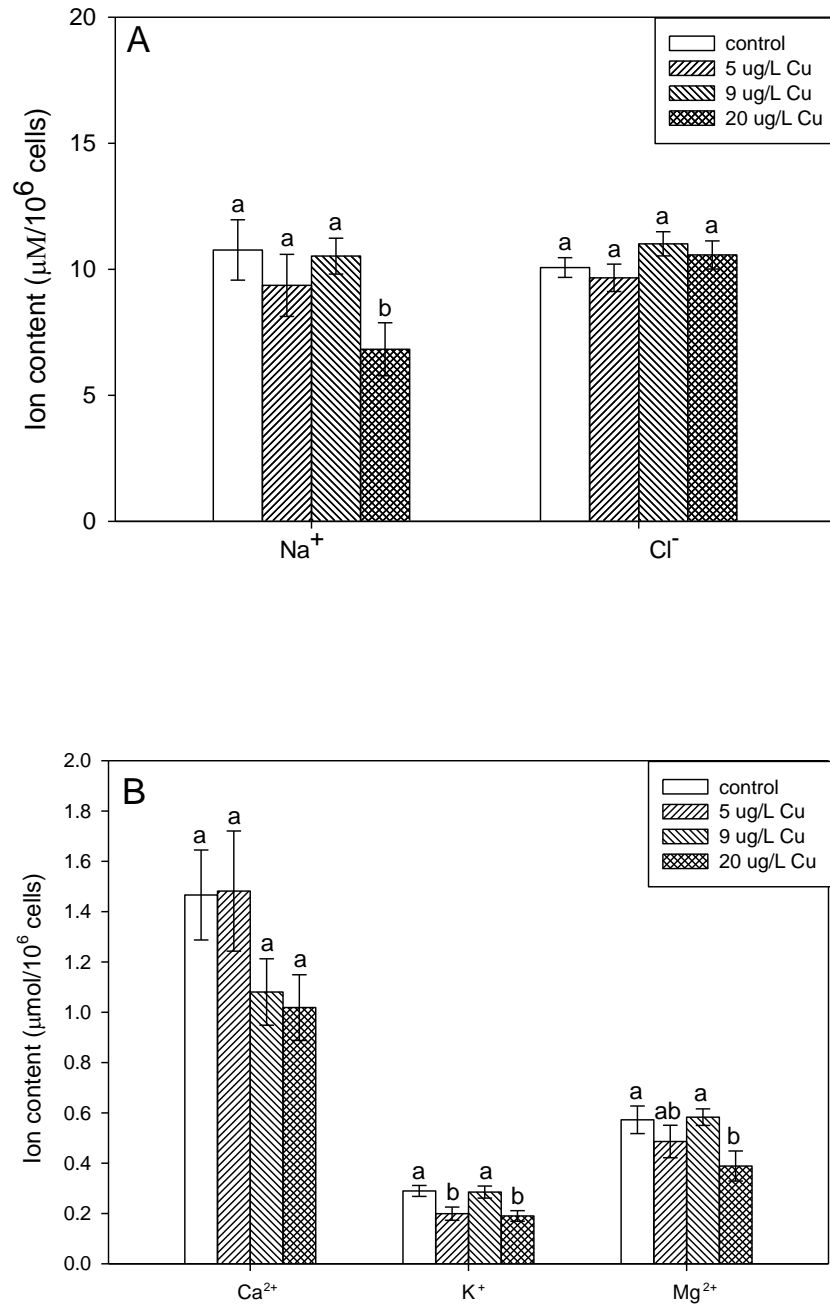 A
control
5 ug/L Cu
9 ug/L Cu
20 ug/L Cu
Ion content (μM/10⁶ cells)
20
15
10
5
0
a
a
a
b
a
a
a
a
Na⁺
Cl⁻
B
control
5 ug/L Cu
9 ug/L Cu
20 ug/L Cu
Ion content (μmol/10⁶ cells)
2.0
1.8
1.6
1.4
1.2
1.0
0.8
0.6
0.4
0.2
0.0
a
a
a
a
a
b
a
b
a
ab
a
b
Ca²⁺
K⁺
Mg²⁺